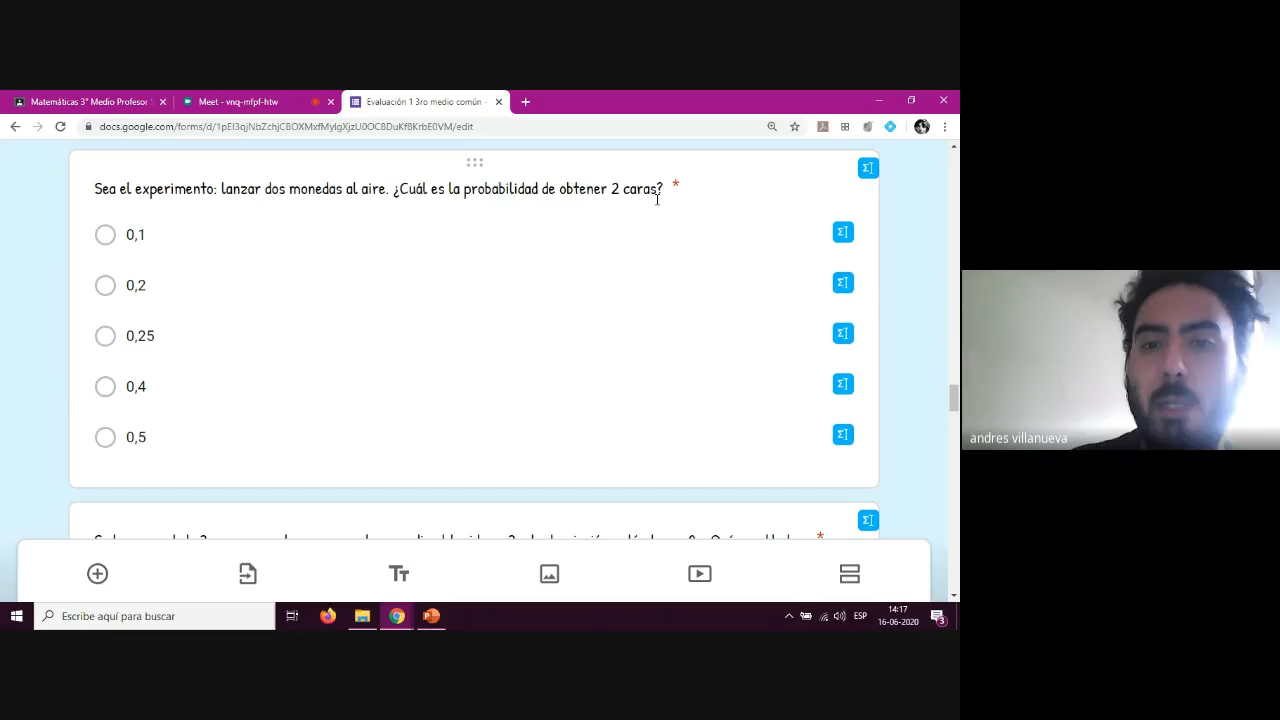 Matemáticas 3° Medio Profesor
Meet - vnq-mfpf-htw
Evaluación 1 3ro medio común -
docs.google.com/forms/d/1pEI3qjNbZchjCBOXMxfMylgXjzU0OC8DuKf8KrbE0VM/edit
Sea el experimento: lanzar dos monedas al aire. ¿Cuál es la probabilidad de obtener 2 caras? *
0,1
0,2
0,25
0,4
0,5
andres villanueva
Escribe aquí para buscar
ESP
14:17
16-06-2020
3